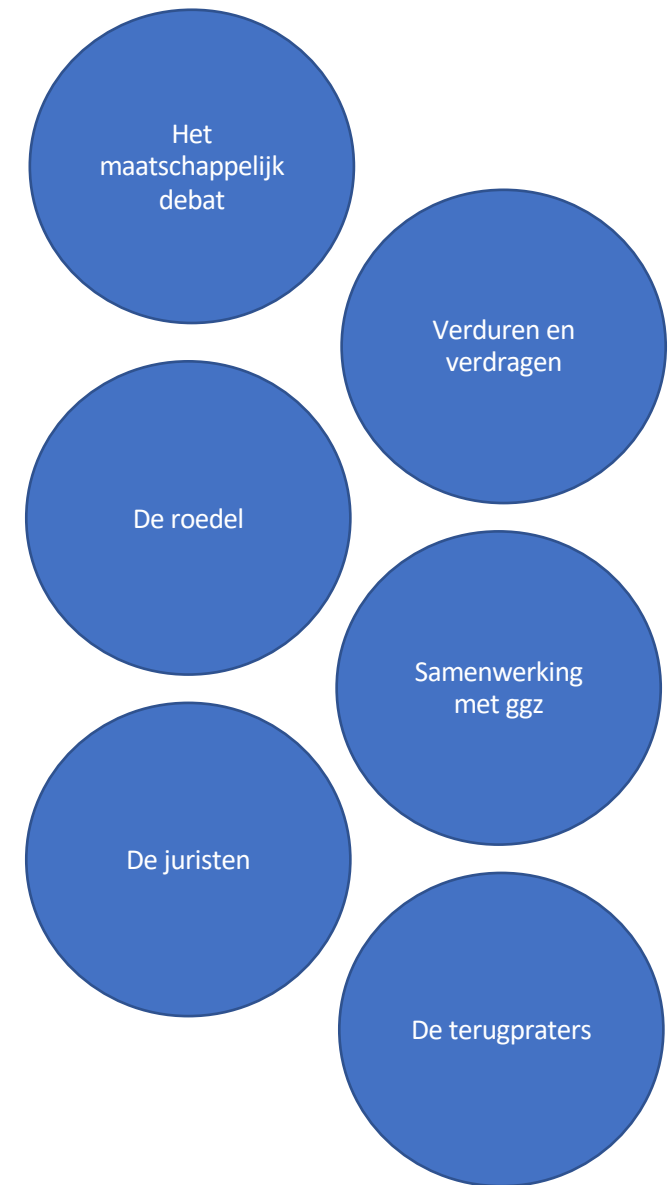 Het
maatschappelijk
debat
Verduren en
verdragen
De roedel
Samenwerking
met ggz
De juristen
De terugpraters